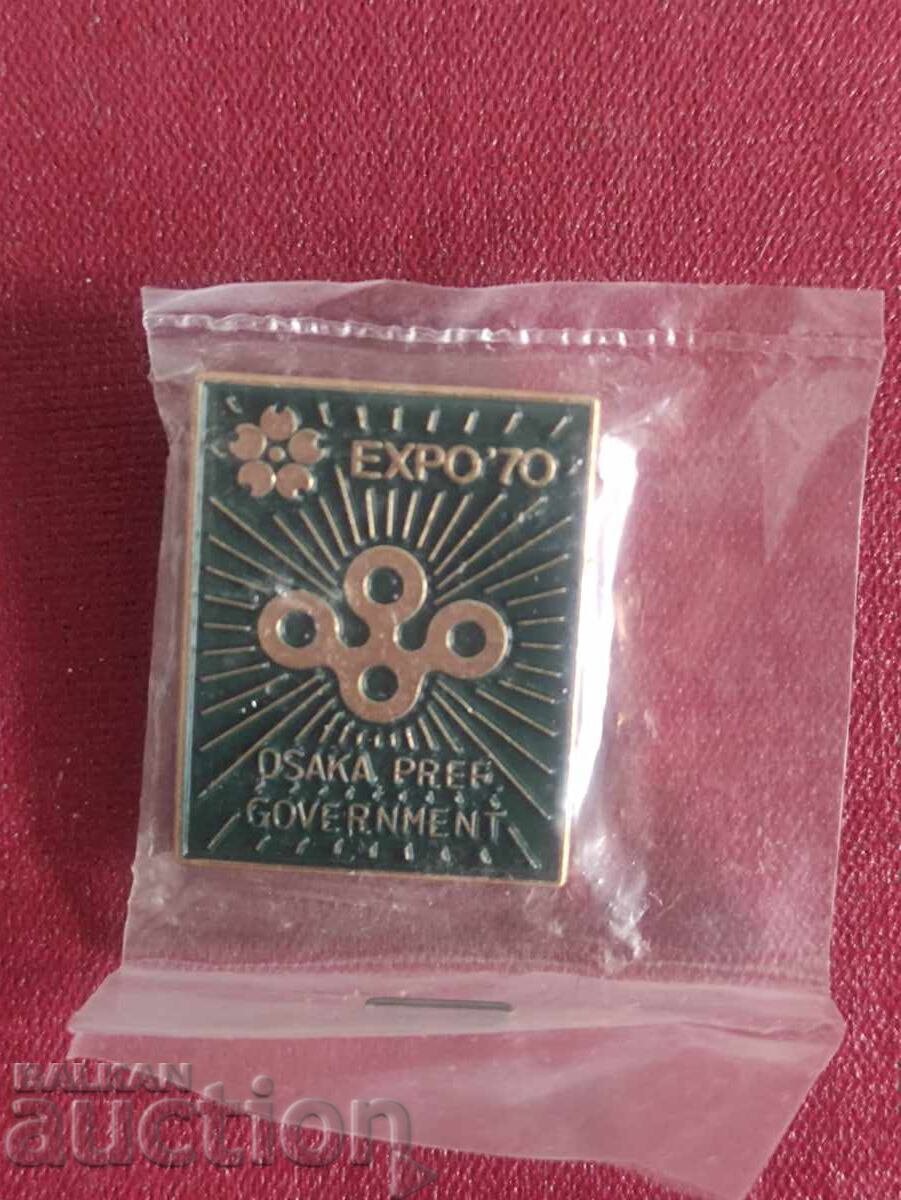 EXPO'70
OSAKA PREF.
GOVERNMENT
BALKAN
auction